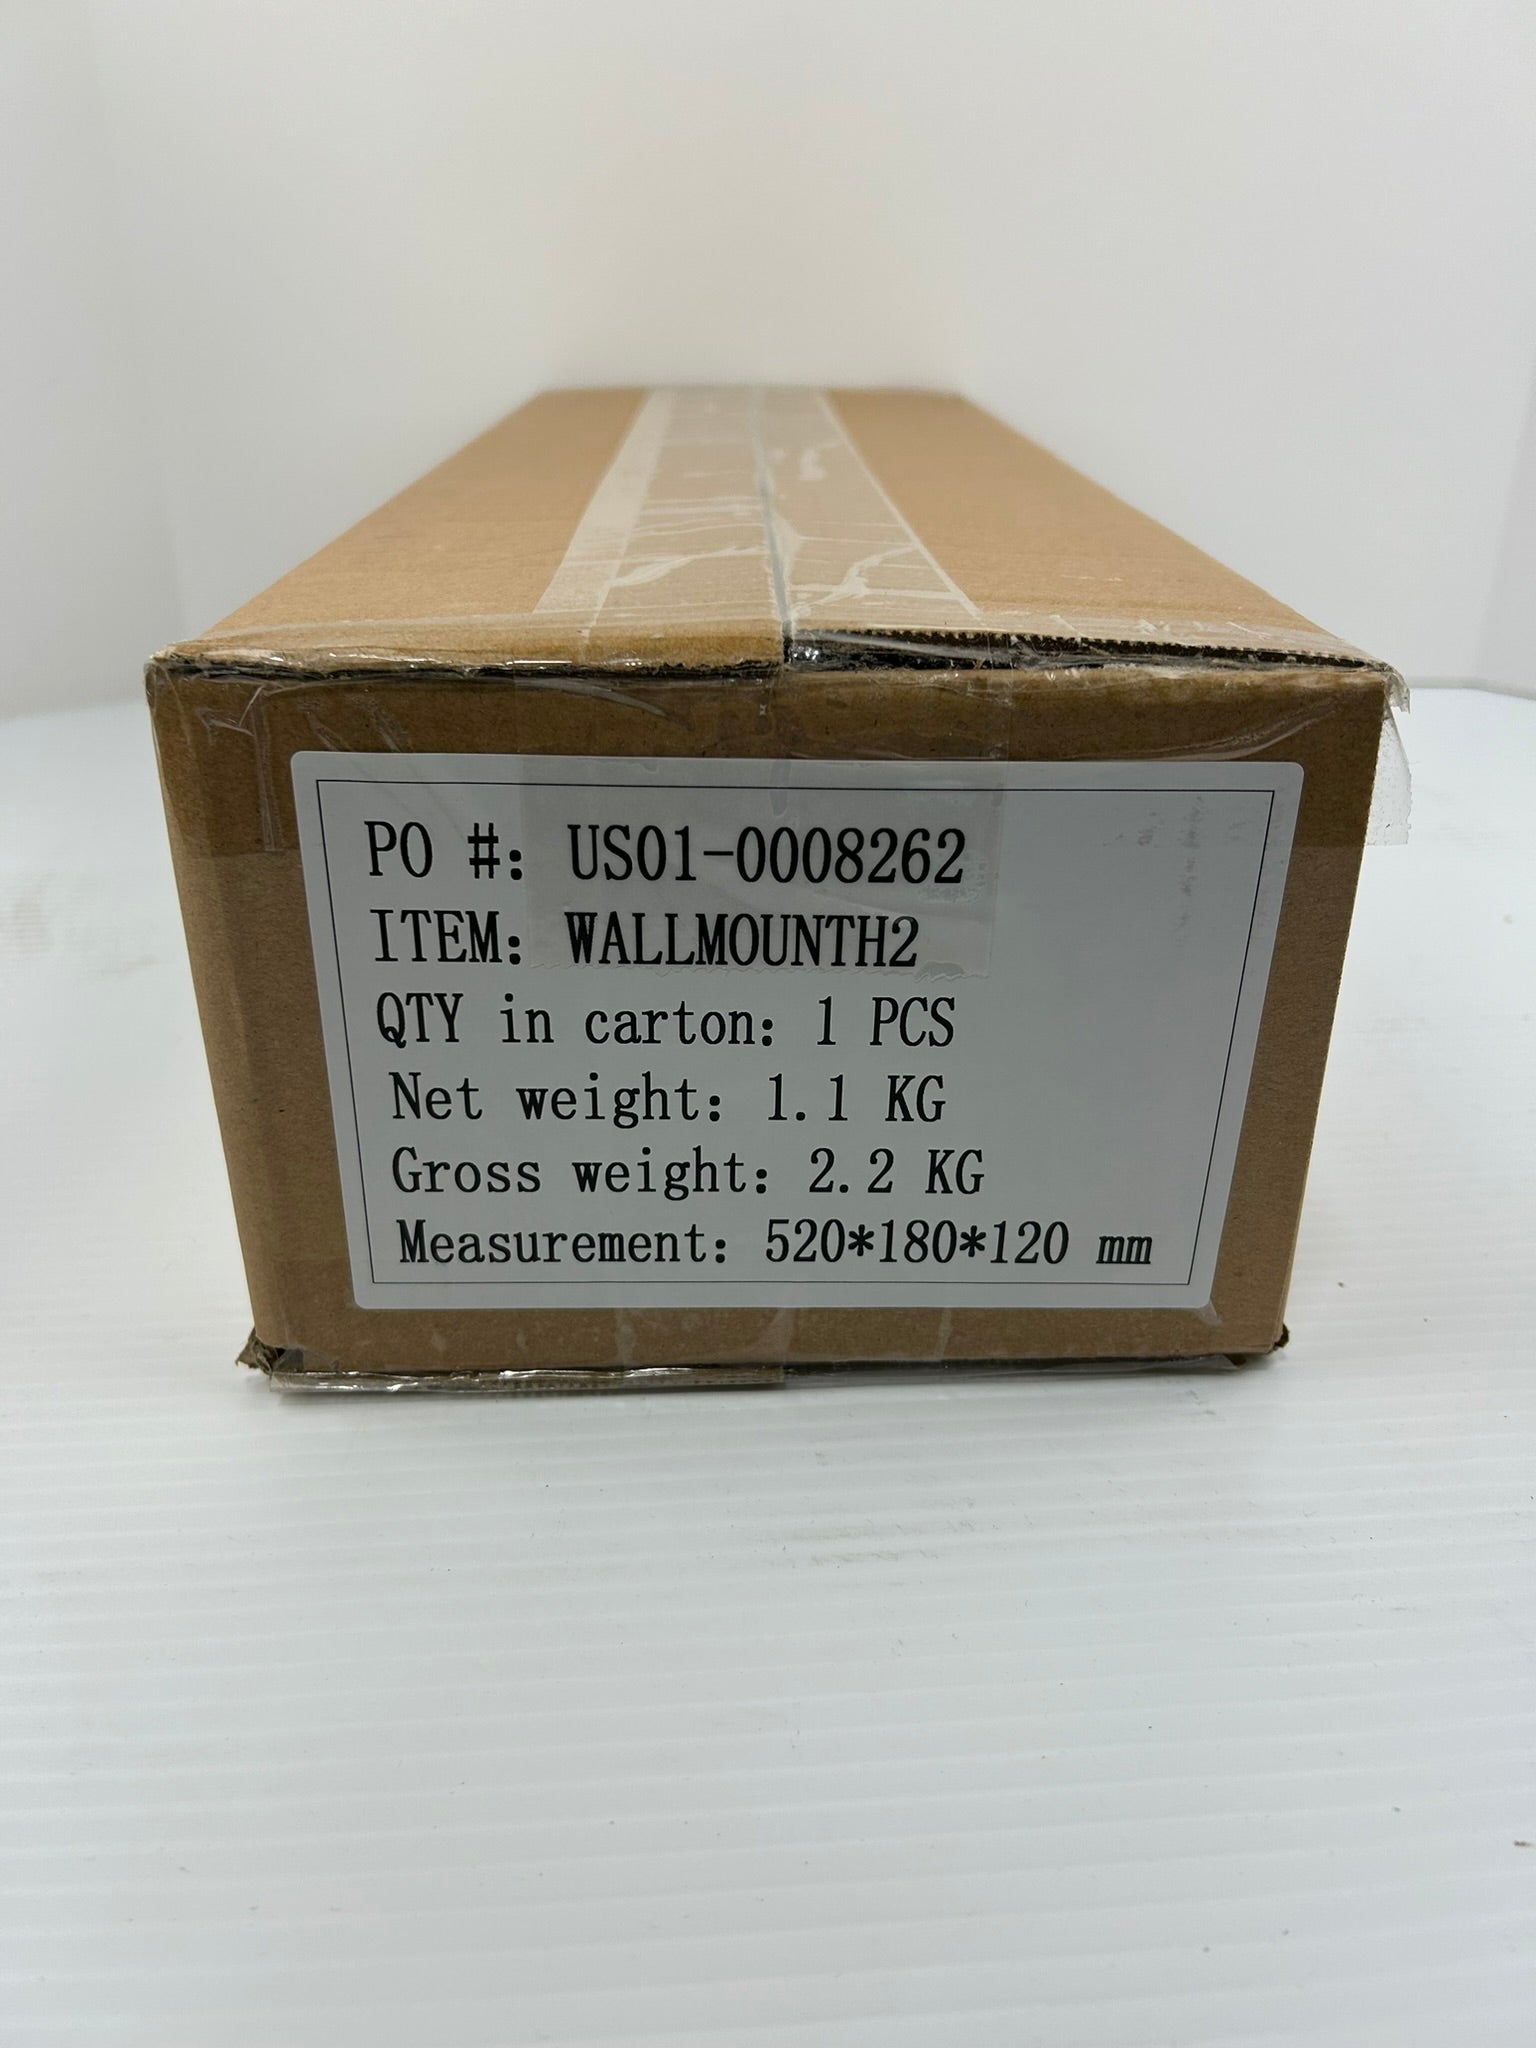 PO #: US01-0008262
ITEM: WALLMOUNTH2
QTY in carton: 1 PCS
Net weight: 1.1 KG
Gross weight: 2.2 KG
Measurement: 520*180*120 mm